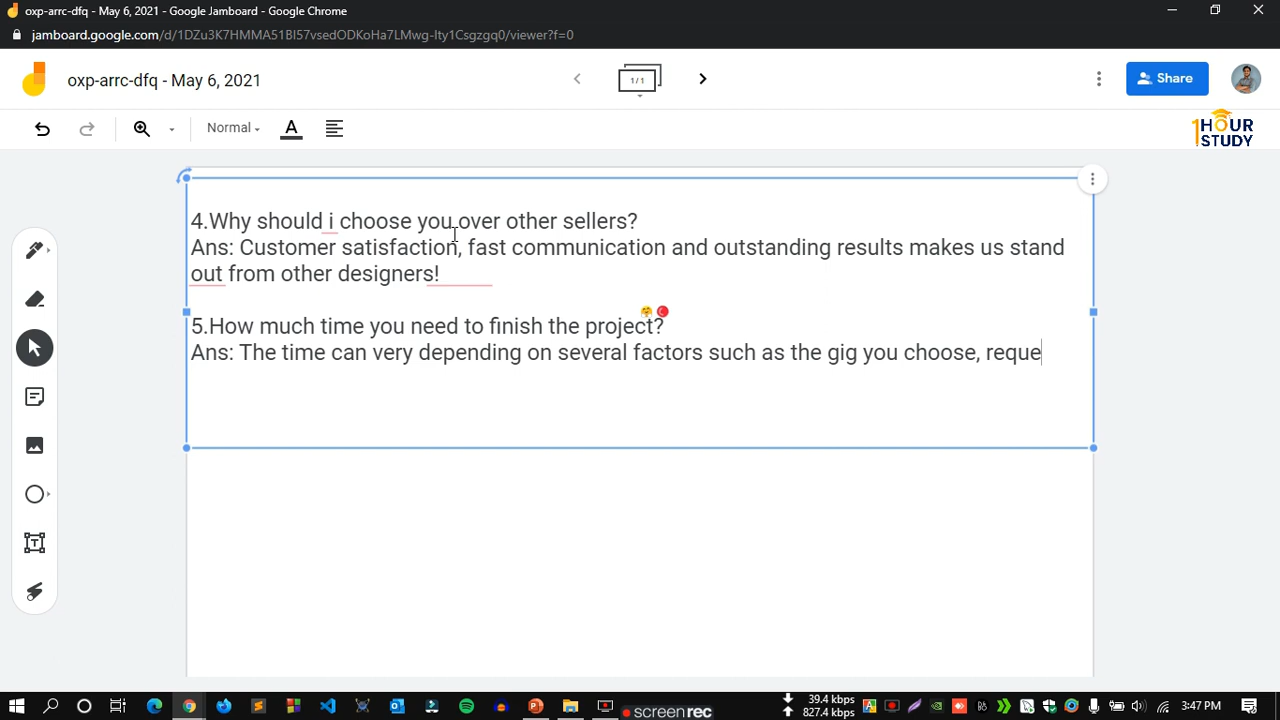 oxp-arrc-dfq - May 6, 2021 - Google Jamboard - Google Chrome
jamboard.google.com/d/1DZu3K7HMMA51BI57vsedODKoHa7LMwg-Ity1Csgzgq0/viewer?f=0
oxp-arrc-dfq - May 6, 2021
1/1
Share
Normal
1HOUR
STUDY
4.Why should i choose you over other sellers?
Ans: Customer satisfaction, fast communication and outstanding results makes us stand
out from other designers!
5.How much time you need to finish the project?
Ans: The time can very depending on several factors such as the gig you choose, reque
39.4 kbps
827.4 kbps
3:47 PM
screenrec